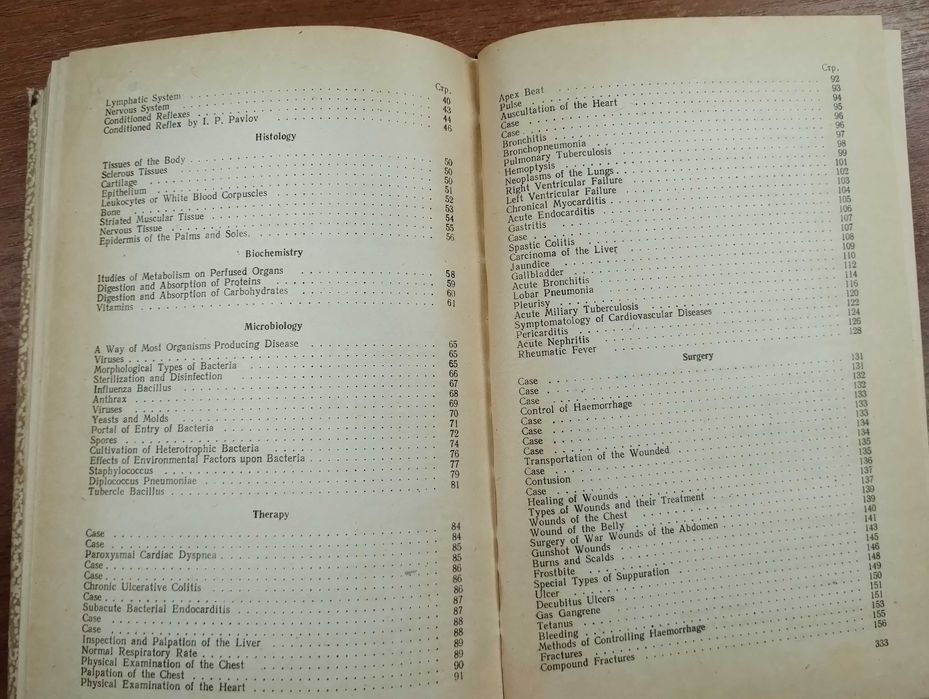 Стр.
Lymphatic System 40
Nervous System 43
Conditioned Reflexes 44
Conditioned Reflex by I. P. Pavlov 46
Histology
Tissues of the Body 50
Sclerous Tissues 50
Cartilage 50
Epithelium 51
Leukocytes or White Blood Corpuscles 52
Bone 53
Striated Muscular Tissue 54
Nervous Tissue 55
Epidermis of the Palms and Soles. 56
Biochemistry
Itudies of Metabolism on Perfused Organs 58
Digestion and Absorption of Proteins 59
Digestion and Absorption of Carbohydrates 60
Vitamins 61
Microbiology
A Way of Most Organisms Producing Disease 65
Viruses 65
Morphological Types of Bacteria 65
Sterilization and Disinfection 66
Influenza Bacillus 67
Anthrax 68
Viruses 69
Yeasts and Molds 70
Portal of Entry of Bacteria 71
Spores 72
Cultivation of Heterotrophic Bacteria 74
Effects of Environmental Factors upon Bacteria 76
Staphylococcus 77
Diplococcus Pneumoniae 79
Tubercle Bacillus 81
Therapy
Case 84
Case 84
Paroxysmal Cardiac Dyspnea 85
Case 85
Case 86
Chronic Ulcerative Colitis 86
Case 86
Subacute Bacterial Endocarditis 87
Case 87
Case 88
Inspection and Palpation of the Liver 88
Normal Respiratory Rate 89
Physical Examination of the Chest 89
Palpation of the Chest 90
Physical Examination of the Heart 91
Стр.
Apex Beat 92
Pulse 93
Auscultation of the Heart 94
Case 95
Case 96
Bronchitis 96
Bronchopneumonia 97
Pulmonary Tuberculosis 98
Hemoptysis 99
Neoplasms of the Lungs 101
Right Ventricular Failure 102
Left Ventricular Failure 103
Chronical Myocarditis 104
Acute Endocarditis 105
Gastritis 106
Case 107
Spastic Colitis 107
Carcinoma of the Liver 108
Jaundice 109
Gallbladder 110
Acute Bronchitis 112
Lobar Pneumonia 114
Pleurisy 116
Acute Miliary Tuberculosis 120
Symptomatology of Cardiovascular Diseases 122
Pericarditis 124
Acute Nephritis 126
Rheumatic Fever 128
Surgery
Case 131
Case 131
Case 132
Control of Haemorrhage 132
Case 133
Case 133
Case 133
Case 134
Transportation of the Wounded 134
Case 135
Contusion 135
Case 136
Healing of Wounds 137
Types of Wounds and their Treatment 137
Wounds of the Chest 139
Wound of the Belly 139
Surgery of War Wounds of the Abdomen 140
Gunshot Wounds 141
Burns and Scalds 143
Frostbite 145
Special Types of Suppuration 146
Ulcer 148
Decubitus Ulcers 149
Gas Gangrene 150
Tetanus 151
Bleeding 151
Methods of Controlling Haemorrhage 153
Fractures 155
Compound Fractures 156
333